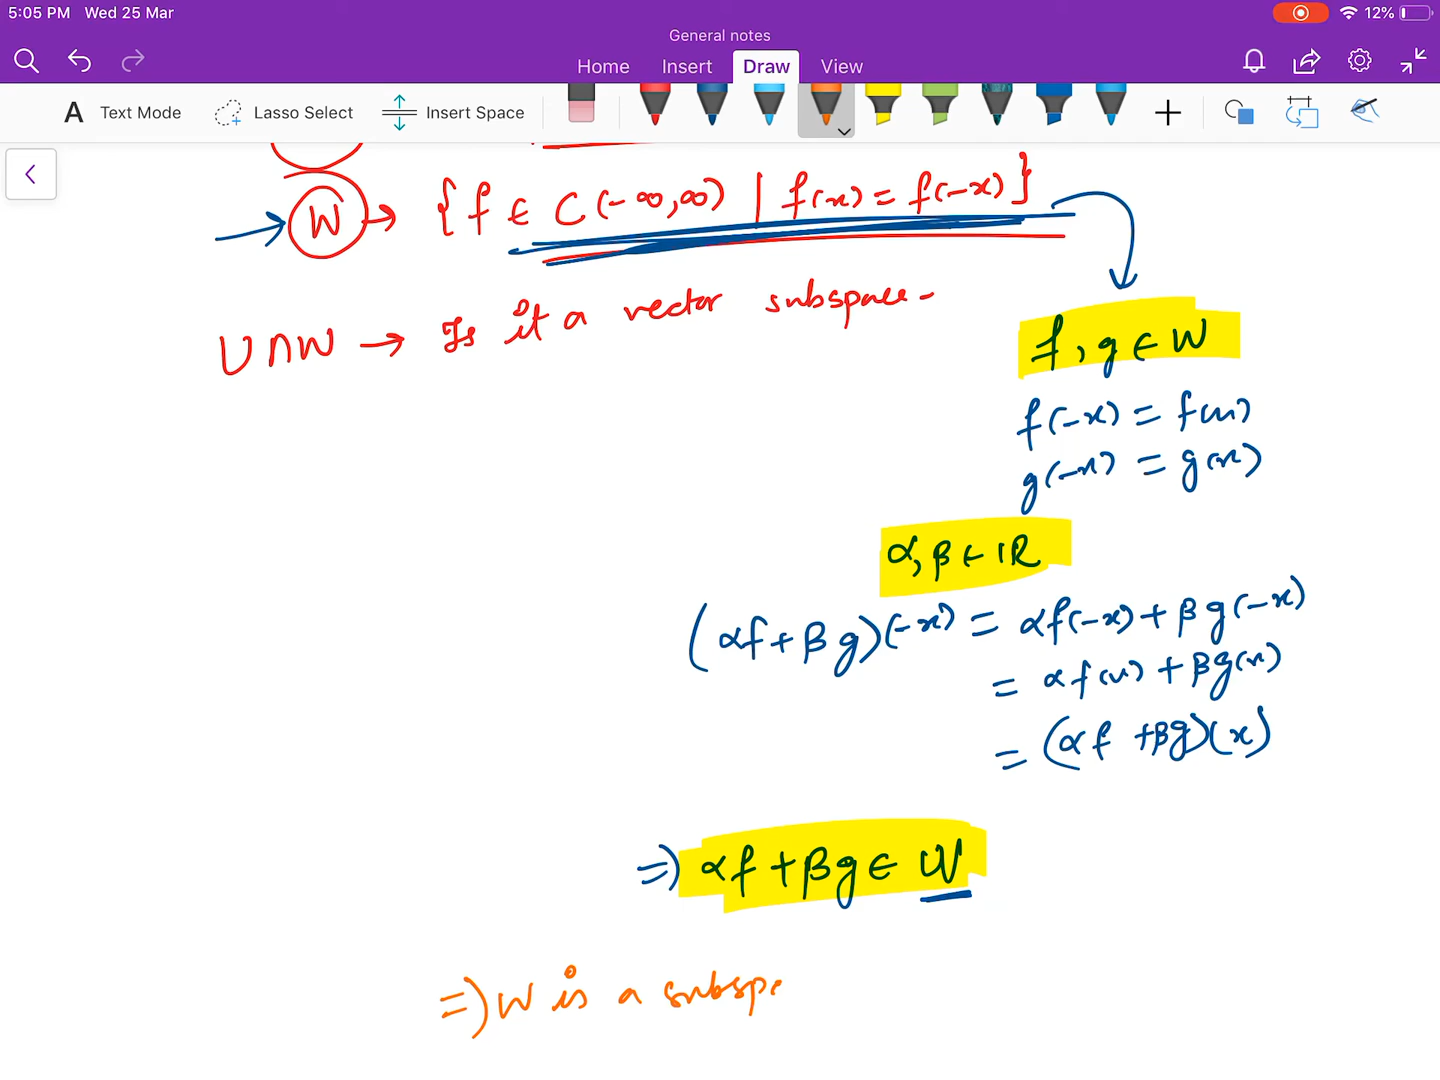 5:05 PM Wed 25 Mar 12%
General notes
Home Insert Draw View
A Text Mode Lasso Select Insert Space
W → {f ∈ C(-∞,∞) | f(x) = f(-x)}
U∩W → Is it a vector subspace-
f, g ∈ W
f(-x) = f(x)
g(-x) = g(x)
α, β ∈ IR
(αf+βg)(-x) = αf(-x) + βg(-x)
= αf(x) + βg(x)
= (αf +βg)(x)
=) αf + βg ∈ W
=) W is a subspe